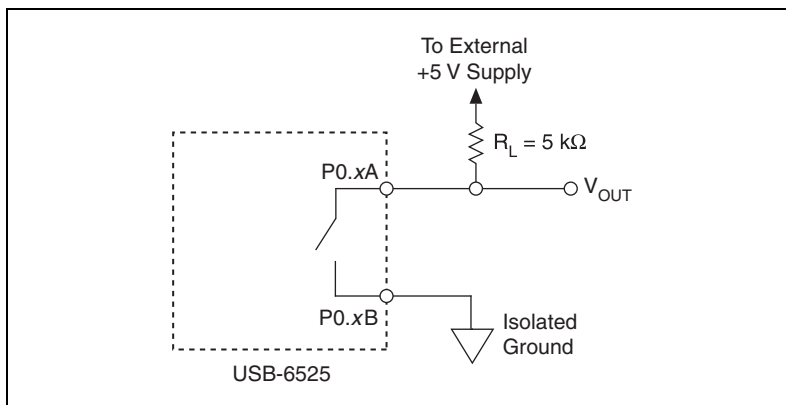 To External
+5 V Supply
R_L = 5 kΩ
P0.xA
V_OUT
P0.xB
Isolated
Ground
USB-6525